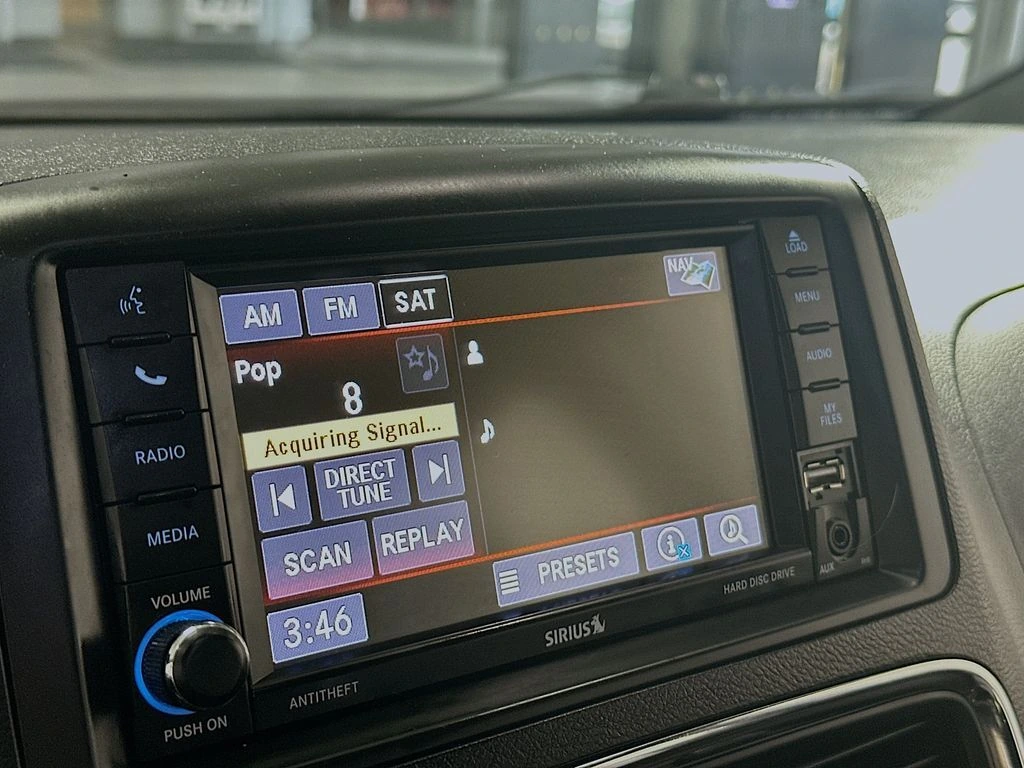 AM
FM
SAT
NAV
Pop
8
Acquiring Signal...
DIRECT
TUNE
SCAN
REPLAY
PRESETS
i
3:46
RADIO
MEDIA
VOLUME
PUSH ON
ANTITHEFT
SIRIUS
HARD DISC DRIVE
LOAD
MENU
AUDIO
MY
FILES
AUX